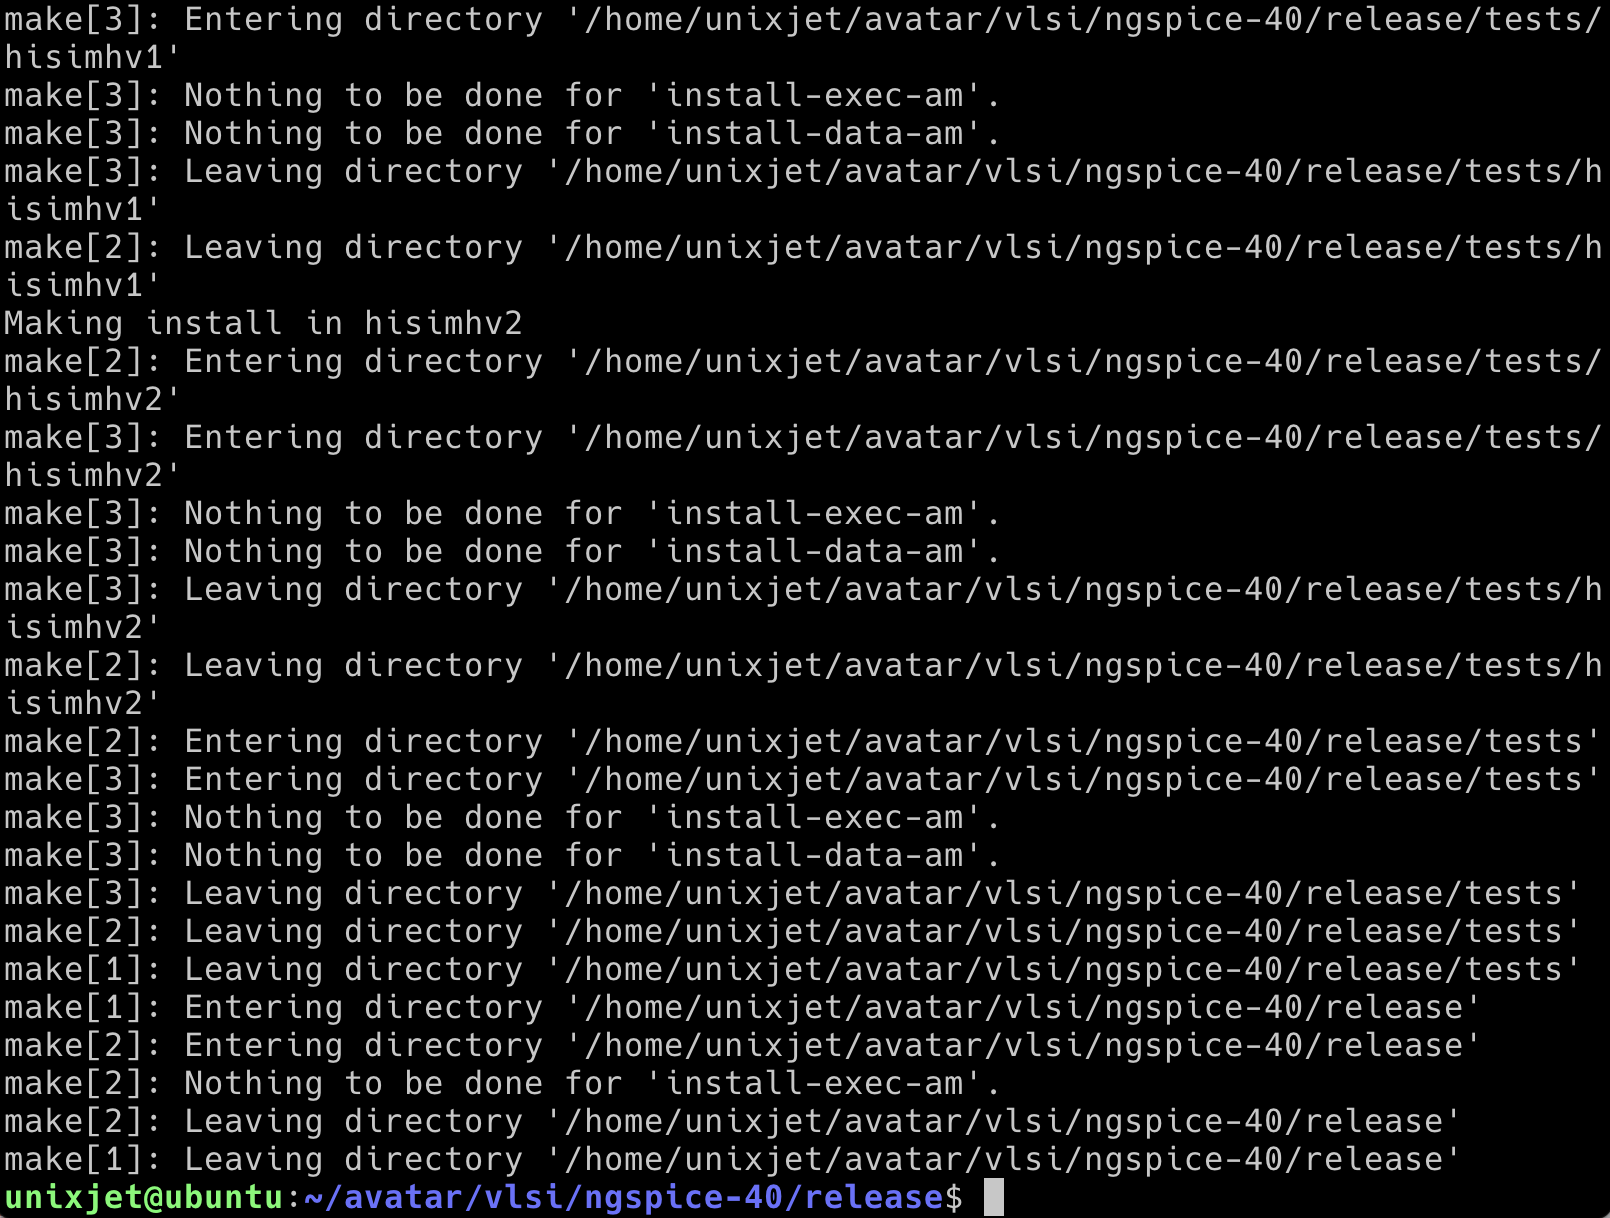 make[3]: Entering directory '/home/unixjet/avatar/vlsi/ngspice-40/release/tests/
hisimhv1'
make[3]: Nothing to be done for 'install-exec-am'.
make[3]: Nothing to be done for 'install-data-am'.
make[3]: Leaving directory '/home/unixjet/avatar/vlsi/ngspice-40/release/tests/h
isimhv1'
make[2]: Leaving directory '/home/unixjet/avatar/vlsi/ngspice-40/release/tests/h
isimhv1'
Making install in hisimhv2
make[2]: Entering directory '/home/unixjet/avatar/vlsi/ngspice-40/release/tests/
hisimhv2'
make[3]: Entering directory '/home/unixjet/avatar/vlsi/ngspice-40/release/tests/
hisimhv2'
make[3]: Nothing to be done for 'install-exec-am'.
make[3]: Nothing to be done for 'install-data-am'.
make[3]: Leaving directory '/home/unixjet/avatar/vlsi/ngspice-40/release/tests/h
isimhv2'
make[2]: Leaving directory '/home/unixjet/avatar/vlsi/ngspice-40/release/tests/h
isimhv2'
make[2]: Entering directory '/home/unixjet/avatar/vlsi/ngspice-40/release/tests'
make[3]: Entering directory '/home/unixjet/avatar/vlsi/ngspice-40/release/tests'
make[3]: Nothing to be done for 'install-exec-am'.
make[3]: Nothing to be done for 'install-data-am'.
make[3]: Leaving directory '/home/unixjet/avatar/vlsi/ngspice-40/release/tests'
make[2]: Leaving directory '/home/unixjet/avatar/vlsi/ngspice-40/release/tests'
make[1]: Leaving directory '/home/unixjet/avatar/vlsi/ngspice-40/release/tests'
make[1]: Entering directory '/home/unixjet/avatar/vlsi/ngspice-40/release'
make[2]: Entering directory '/home/unixjet/avatar/vlsi/ngspice-40/release'
make[2]: Nothing to be done for 'install-exec-am'.
make[2]: Leaving directory '/home/unixjet/avatar/vlsi/ngspice-40/release'
make[1]: Leaving directory '/home/unixjet/avatar/vlsi/ngspice-40/release'
unixjet@ubuntu:~/avatar/vlsi/ngspice-40/release$